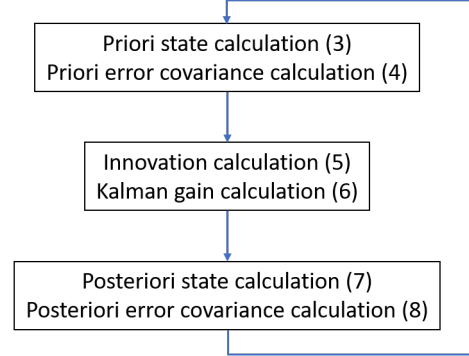 Priori state calculation (3)
Priori error covariance calculation (4)
Innovation calculation (5)
Kalman gain calculation (6)
Posteriori state calculation (7)
Posteriori error covariance calculation (8)